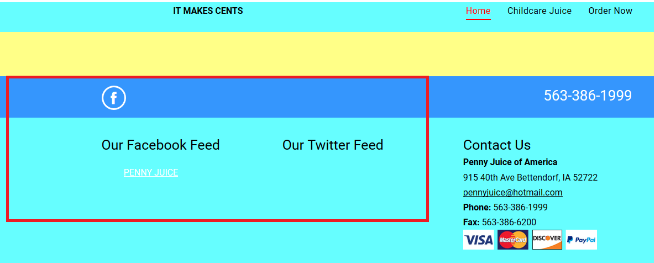 IT MAKES CENTS
Home Childcare Juice Order Now
563-386-1999
Our Facebook Feed
PENNY JUICE
Our Twitter Feed
Contact Us
Penny Juice of America
915 40th Ave Bettendorf, IA 52722
pennyjuice@hotmail.com
Phone: 563-386-1999
Fax: 563-386-6200
VISA MasterCard DISCOVER PayPal